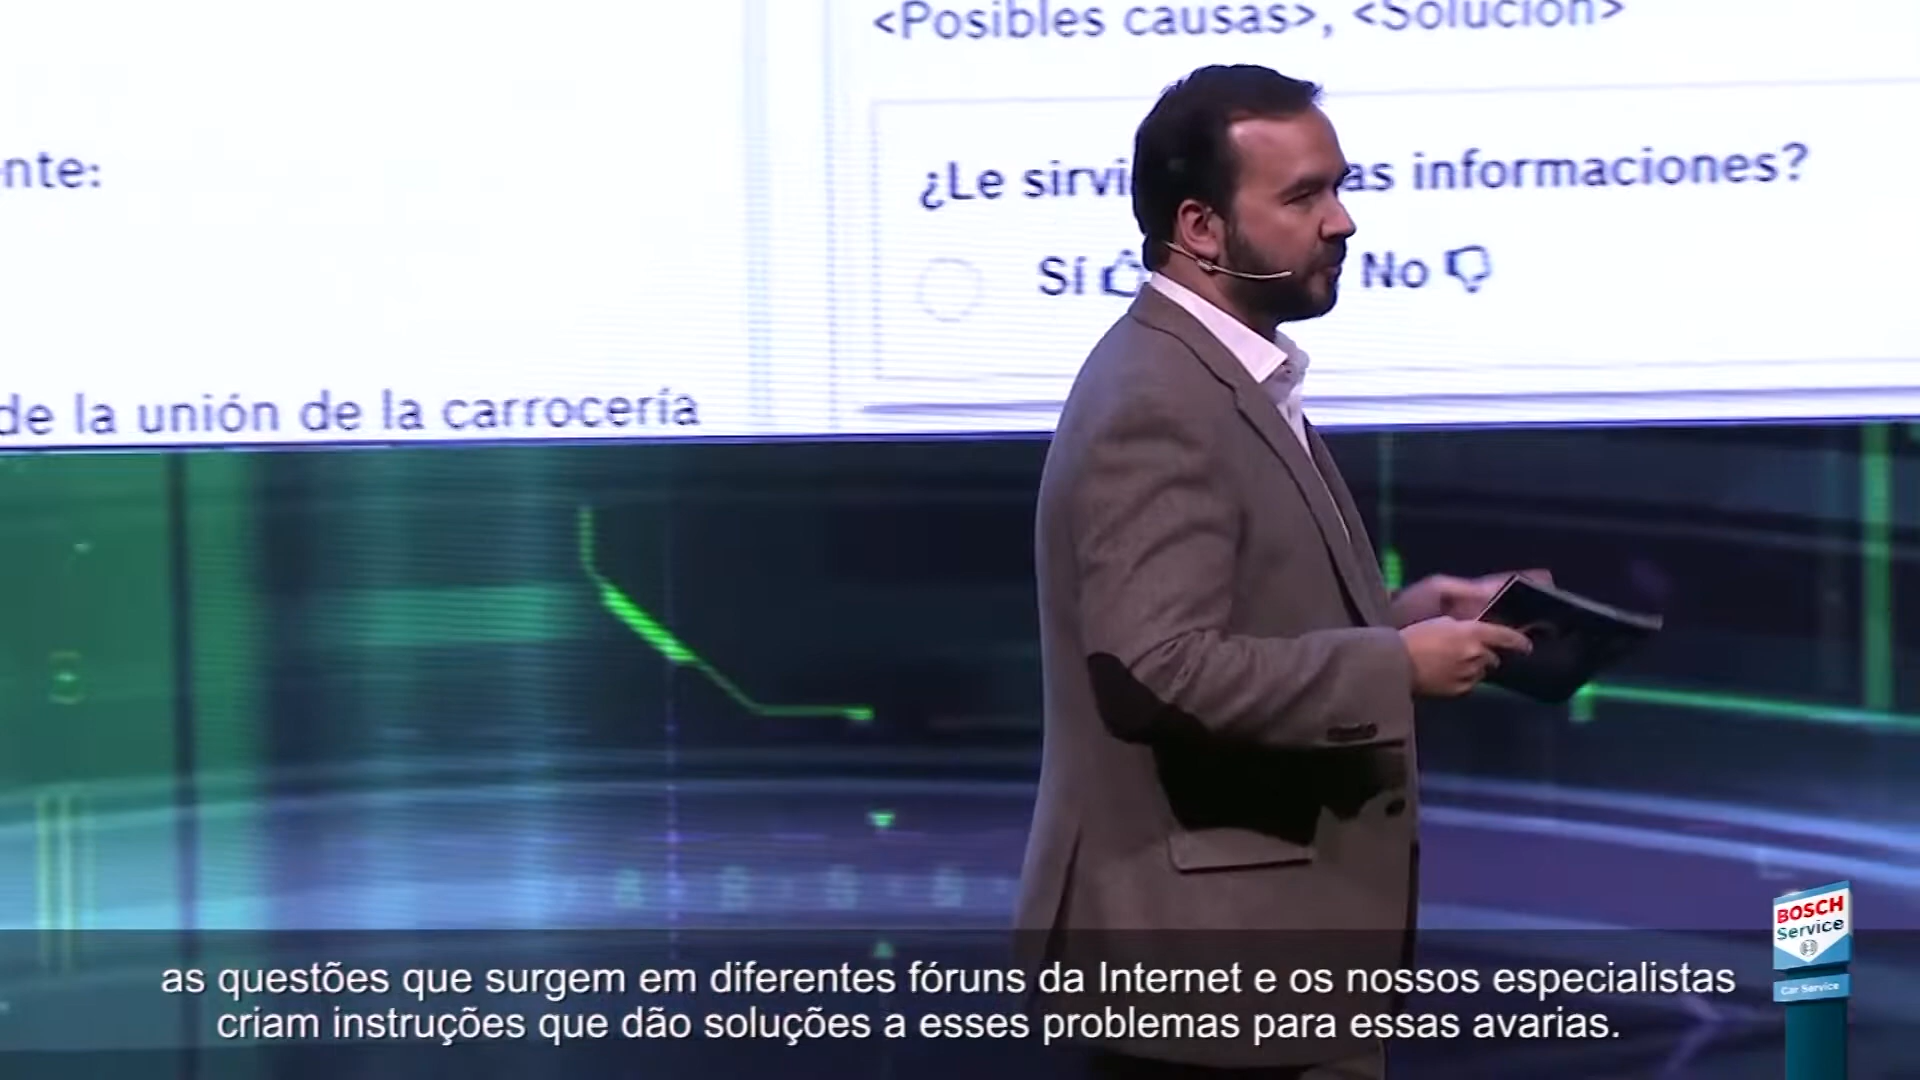 <Posibles causas>, <Solución>
nte:
¿Le sirvi as informaciones?
Sí No
de la unión de la carrocería
as questões que surgem em diferentes fóruns da Internet e os nossos especialistas
criam instruções que dão soluções a esses problemas para essas avarias.
BOSCH
Service
Car Service